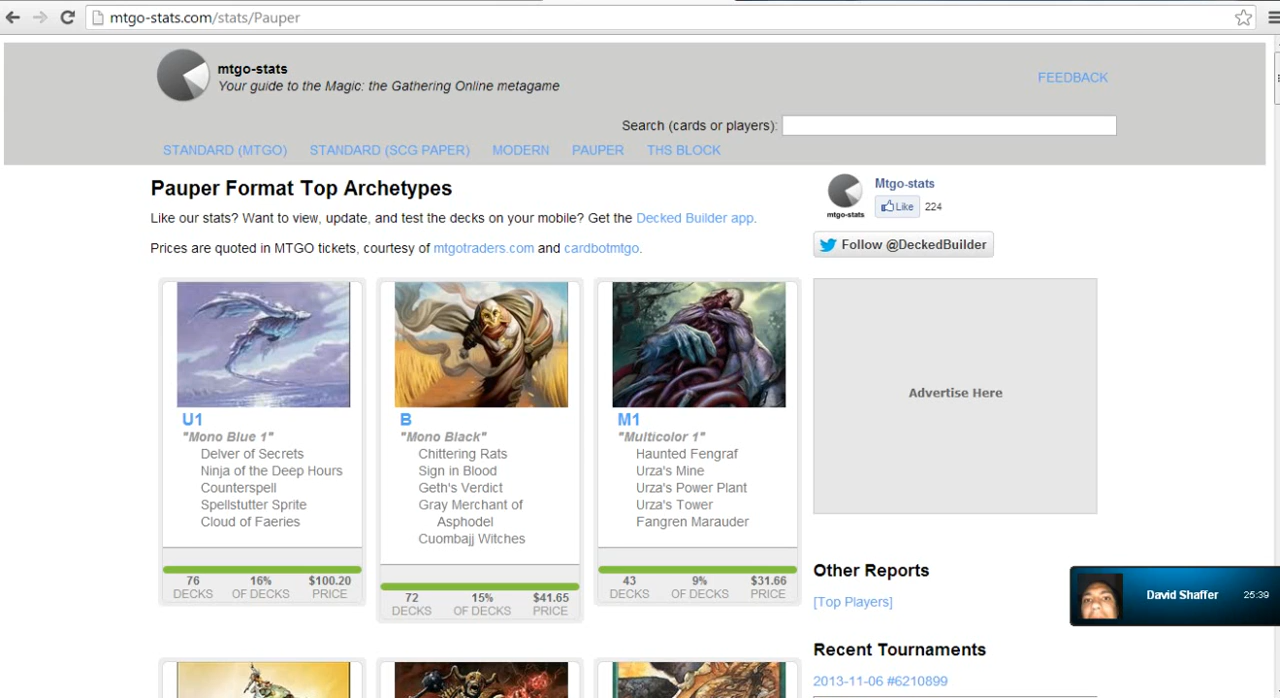 mtgo-stats.com/stats/Pauper
mtgo-stats
Your guide to the Magic: the Gathering Online metagame
FEEDBACK
Search (cards or players):
STANDARD (MTGO) STANDARD (SCG PAPER) MODERN PAUPER THS BLOCK
Pauper Format Top Archetypes
Like our stats? Want to view, update, and test the decks on your mobile? Get the Decked Builder app.
Prices are quoted in MTGO tickets, courtesy of mtgotraders.com and cardbotmtgo.
U1
"Mono Blue 1"
Delver of Secrets
Ninja of the Deep Hours
Counterspell
Spellstutter Sprite
Cloud of Faeries
76 16% $100.20
DECKS OF DECKS PRICE
B
"Mono Black"
Chittering Rats
Sign in Blood
Geth's Verdict
Gray Merchant of
Asphodel
Cuombajj Witches
72 15% $41.65
DECKS OF DECKS PRICE
M1
"Multicolor 1"
Haunted Fengraf
Urza's Mine
Urza's Power Plant
Urza's Tower
Fangren Marauder
43 9% $31.66
DECKS OF DECKS PRICE
mtgo-stats
Mtgo-stats
Like 224
Follow @DeckedBuilder
Advertise Here
Other Reports
[Top Players]
David Shaffer 25:39
Recent Tournaments
2013-11-06 #6210899